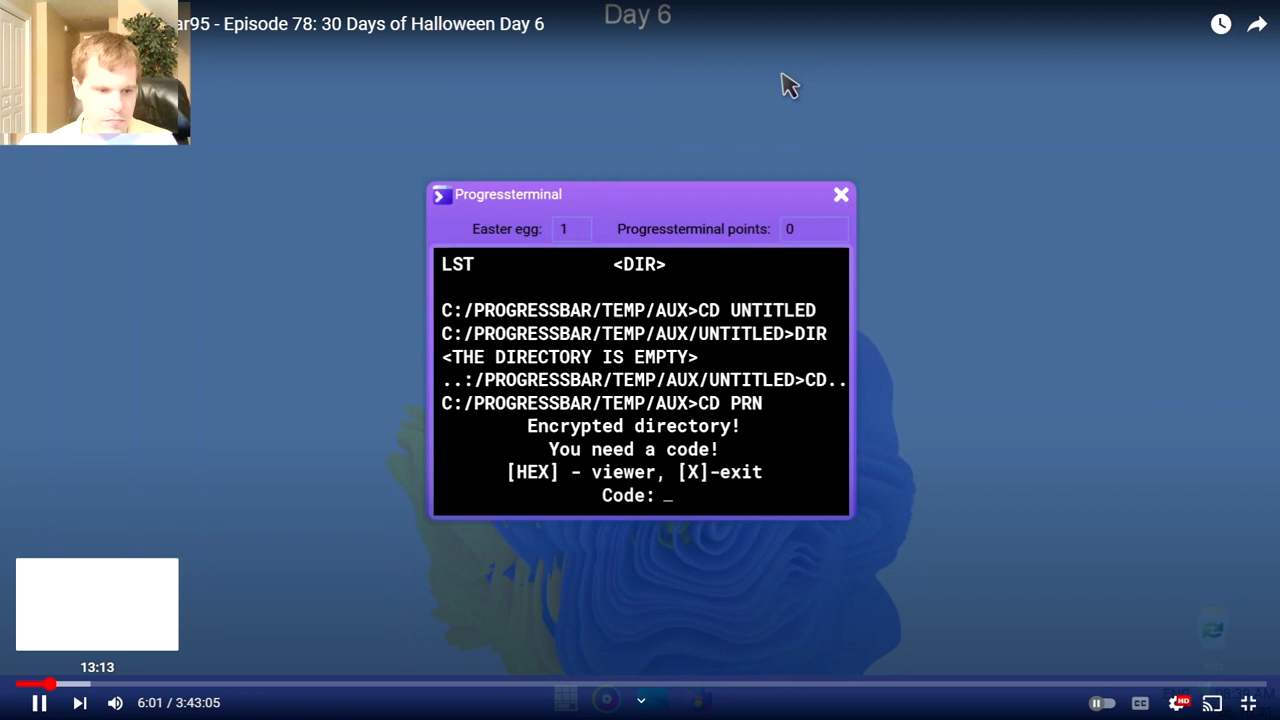 ar95 - Episode 78: 30 Days of Halloween Day 6
Day 6
Progressterminal
Easter egg: 1 Progressterminal points: 0
LST <DIR>
C:/PROGRESSBAR/TEMP/AUX>CD UNTITLED
C:/PROGRESSBAR/TEMP/AUX/UNTITLED>DIR
<THE DIRECTORY IS EMPTY>
..:/PROGRESSBAR/TEMP/AUX/UNTITLED>CD..
C:/PROGRESSBAR/TEMP/AUX>CD PRN
Encrypted directory!
You need a code!
[HEX] - viewer, [X]-exit
Code: _
13:13
6:01 / 3:43:05
CC
HD